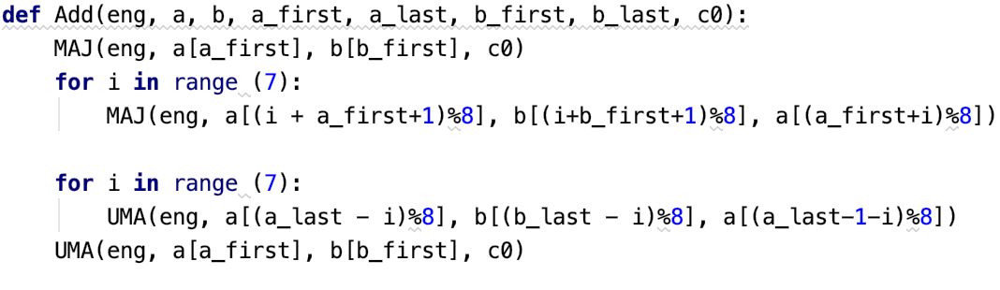 def Add(eng, a, b, a_first, a_last, b_first, b_last, c0):
    MAJ(eng, a[a_first], b[b_first], c0)
    for i in range (7):
        MAJ(eng, a[(i + a_first+1)%8], b[(i+b_first+1)%8], a[(a_first+i)%8])

    for i in range (7):
        UMA(eng, a[(a_last - i)%8], b[(b_last - i)%8], a[(a_last-1-i)%8])
    UMA(eng, a[a_first], b[b_first], c0)